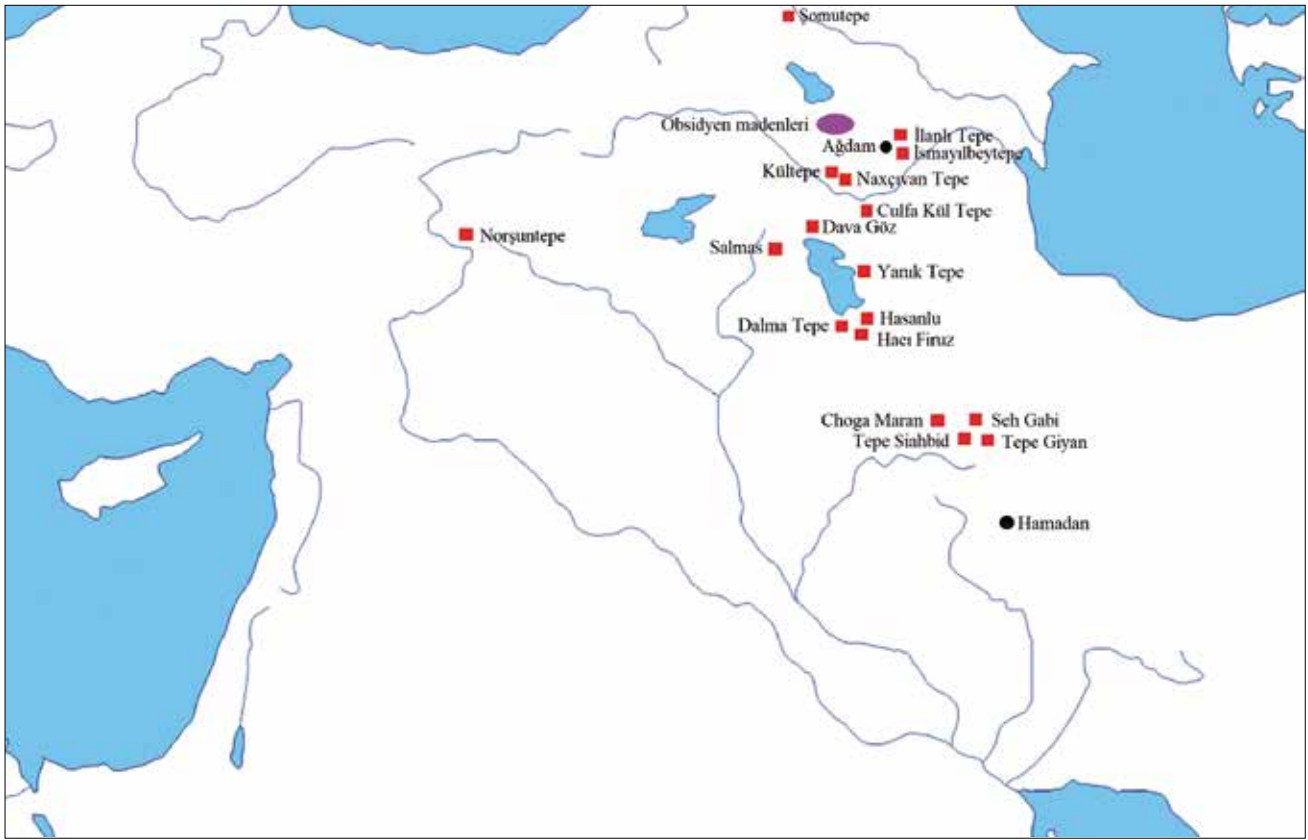 Şomutepe
Obsidyen madenleri
İlanlı Tepe
Ağdam
İsmayılbeytepe
Kültepe
Naxçıvan Tepe
Culfa Kül Tepe
Dava Göz
Norşuntepe
Salmas
Yanık Tepe
Hasanlu
Dalma Tepe
Hacı Firuz
Choga Maran
Seh Gabi
Tepe Siahbid
Tepe Giyan
Hamadan